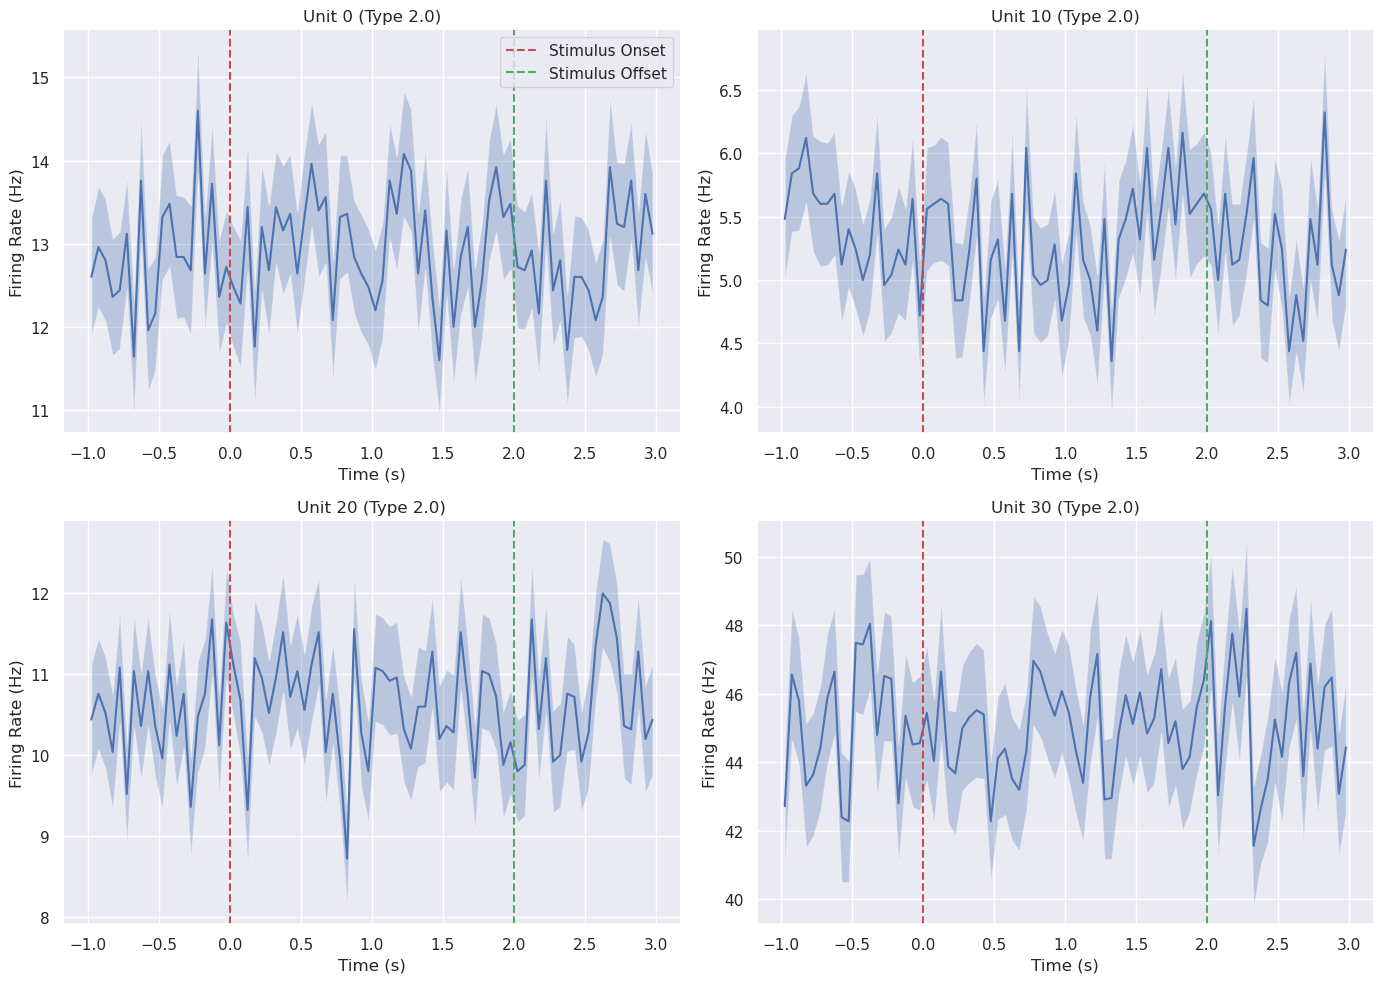 Unit 0 (Type 2.0)
Firing Rate (Hz)
15
14
13
12
11
Stimulus Onset
Stimulus Offset
−1.0 −0.5 0.0 0.5 1.0 1.5 2.0 2.5 3.0
Time (s)
Unit 10 (Type 2.0)
Firing Rate (Hz)
6.5
6.0
5.5
5.0
4.5
4.0
−1.0 −0.5 0.0 0.5 1.0 1.5 2.0 2.5 3.0
Time (s)
Unit 20 (Type 2.0)
Firing Rate (Hz)
12
11
10
9
8
−1.0 −0.5 0.0 0.5 1.0 1.5 2.0 2.5 3.0
Time (s)
Unit 30 (Type 2.0)
Firing Rate (Hz)
50
48
46
44
42
40
−1.0 −0.5 0.0 0.5 1.0 1.5 2.0 2.5 3.0
Time (s)